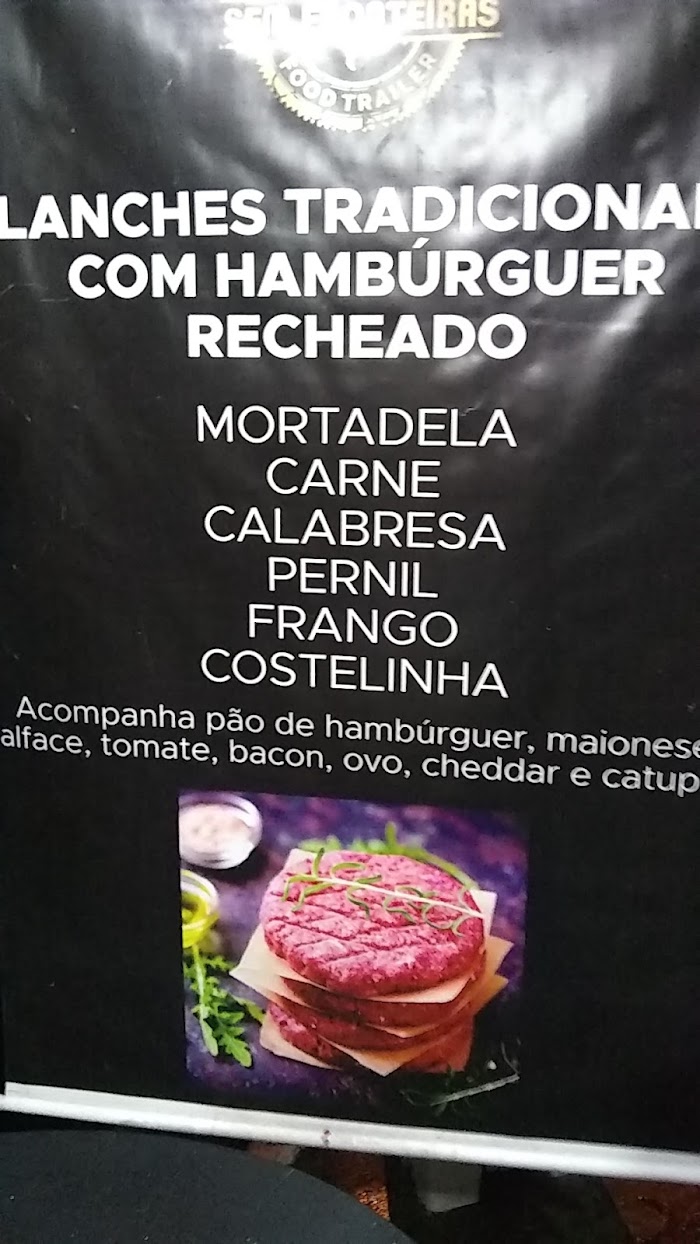 FOOD TRAILER
LANCHES TRADICIONA
COM HAMBÚRGUER
RECHEADO
MORTADELA
CARNE
CALABRESA
PERNIL
FRANGO
COSTELINHA
Acompanha pão de hambúrguer, maionese
alface, tomate, bacon, ovo, cheddar e catup